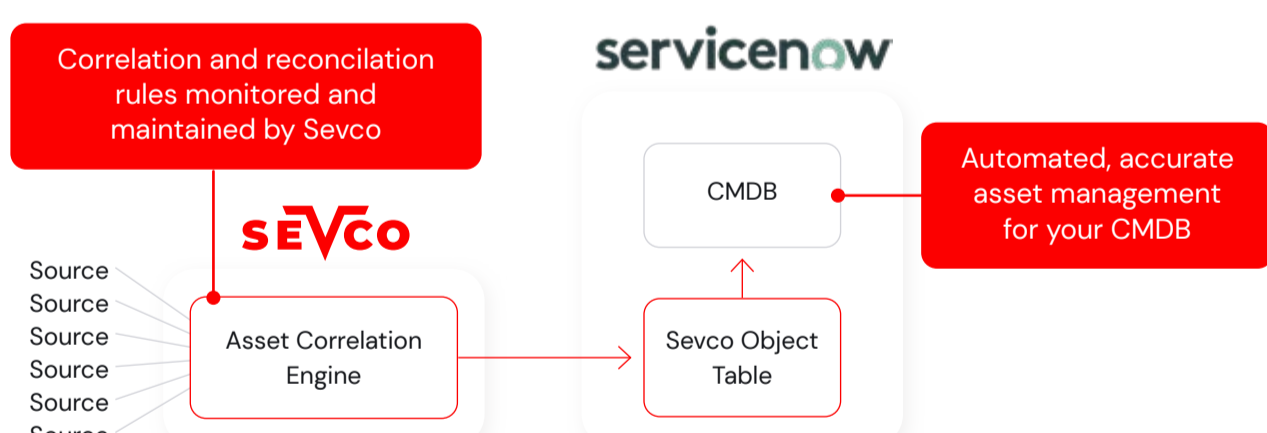 Correlation and reconcilation
rules monitored and
maintained by Sevco
servicenow
CMDB
Automated, accurate
asset management
for your CMDB
SEVCO
Source
Source
Source
Source
Source
Source
Asset Correlation
Engine
Sevco Object
Table